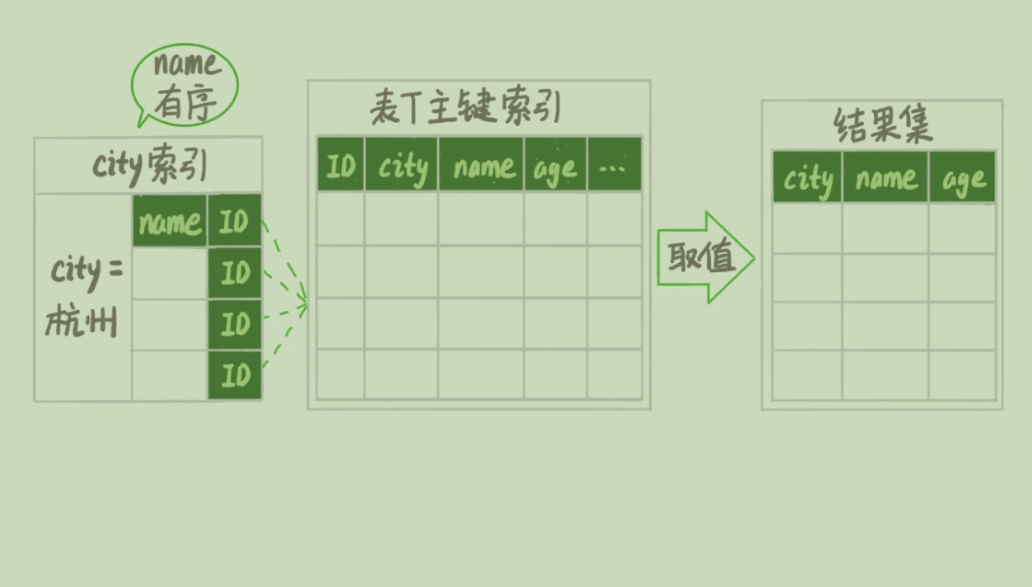 name
有序
city索引
name ID
city=
杭州
ID
ID
ID
表T主键索引
ID city name age ...
取值
结果集
city name age